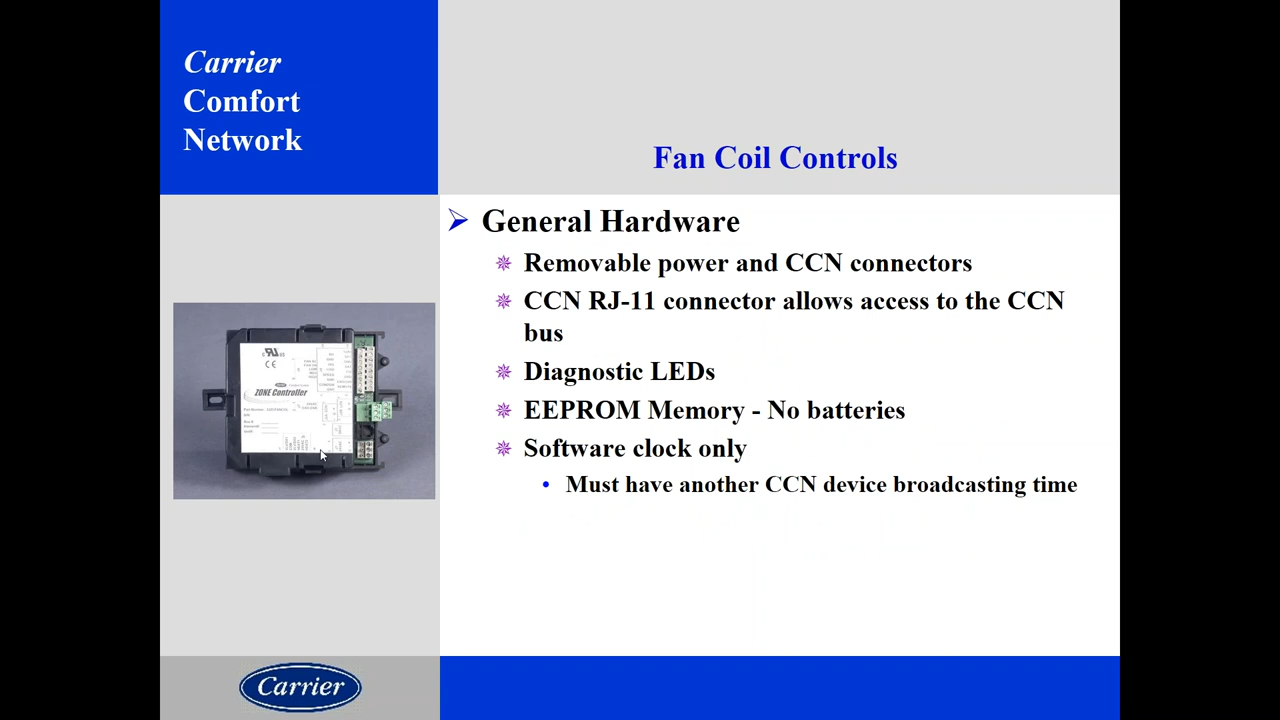 Carrier
Comfort
Network
Fan Coil Controls
General Hardware
Removable power and CCN connectors
CCN RJ-11 connector allows access to the CCN
bus
Diagnostic LEDs
EEPROM Memory - No batteries
Software clock only
Must have another CCN device broadcasting time
ZONE Controller
Carrier